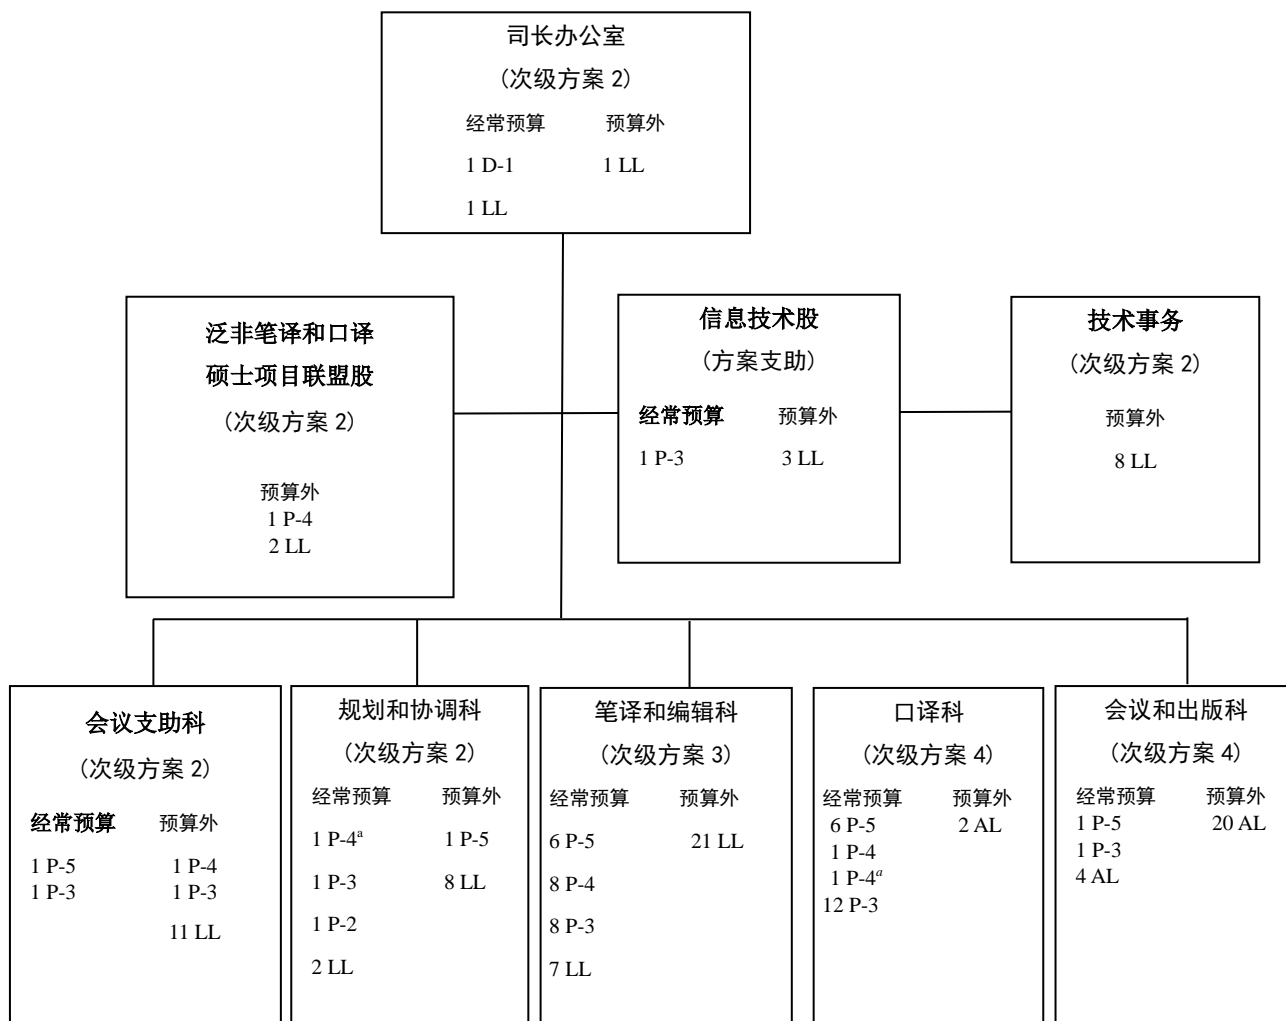 司长办公室
（次级方案 2）
经常预算 预算外
1 D-1 1 LL
1 LL
泛非笔译和口译
硕士项目联盟股
（次级方案 2）
预算外
1 P-4
2 LL
信息技术股
（方案支助）
经常预算 预算外
1 P-3 3 LL
技术事务
（次级方案 2）
预算外
8 LL
会议支助科
（次级方案 2）
经常预算 预算外
1 P-5 1 P-4
1 P-3 1 P-3
11 LL
规划和协调科
（次级方案 2）
经常预算 预算外
1 P-4ᵃ 1 P-5
1 P-3 8 LL
1 P-2
2 LL
笔译和编辑科
（次级方案 3）
经常预算 预算外
6 P-5 21 LL
8 P-4
8 P-3
7 LL
口译科
（次级方案 4）
经常预算 预算外
6 P-5 2 AL
1 P-4
1 P-4ᵃ
12 P-3
会议和出版科
（次级方案 4）
经常预算 预算外
1 P-5 20 AL
1 P-3
4 AL